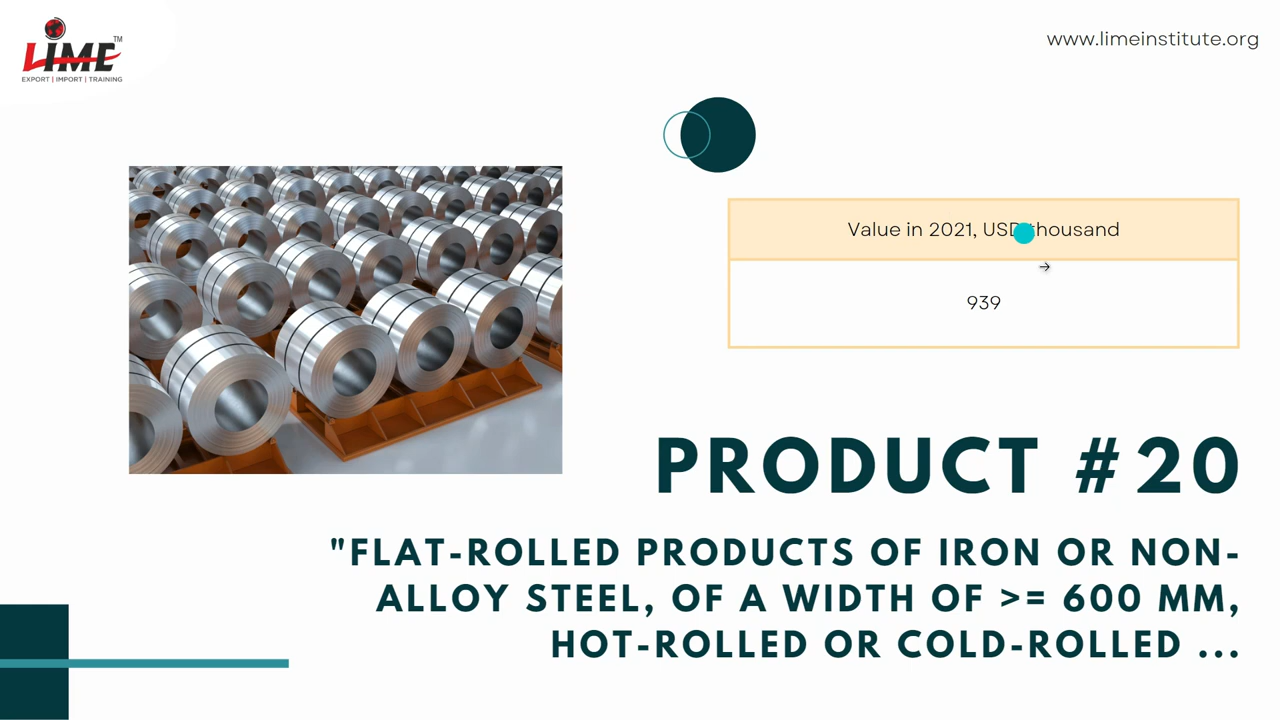 LIME TM
EXPORT | IMPORT | TRAINING
www.limeinstitute.org
Value in 2021, USD thousand
939
PRODUCT #20
"FLAT-ROLLED PRODUCTS OF IRON OR NON-
ALLOY STEEL, OF A WIDTH OF >= 600 MM,
HOT-ROLLED OR COLD-ROLLED ...